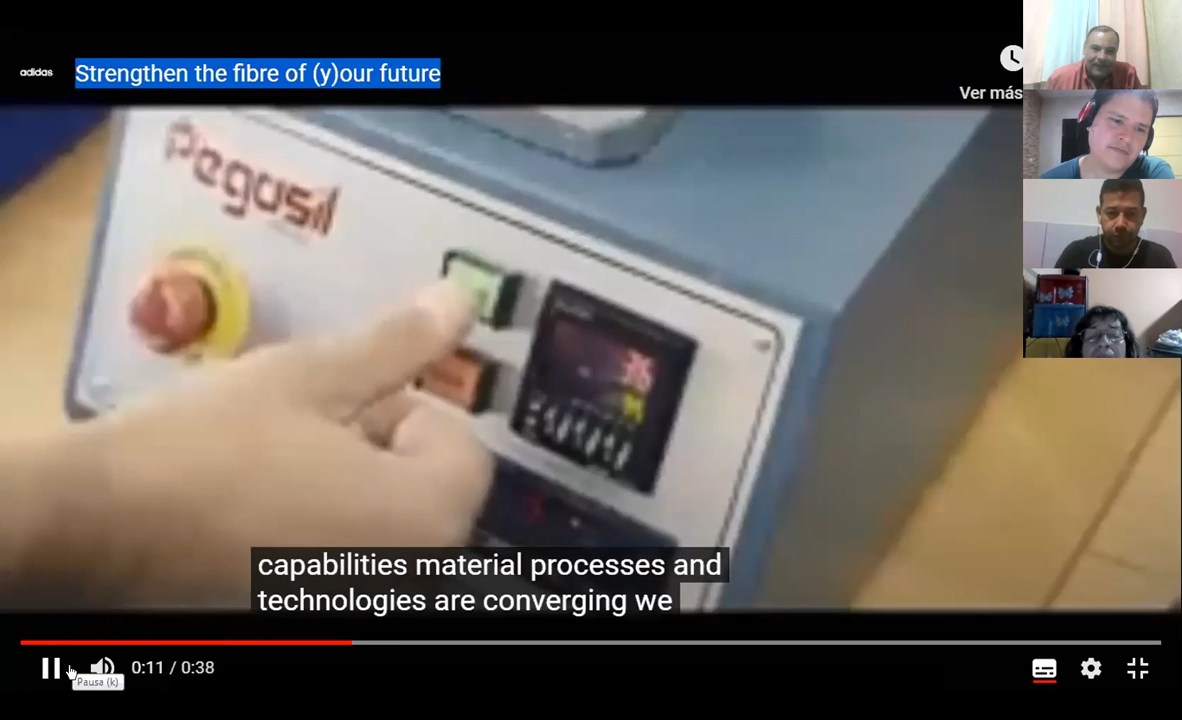 adidas
Strengthen the fibre of (y)our future
Ver más
Pegasil
capabilities material processes and
technologies are converging we
0:11 / 0:38
Pausa (k)